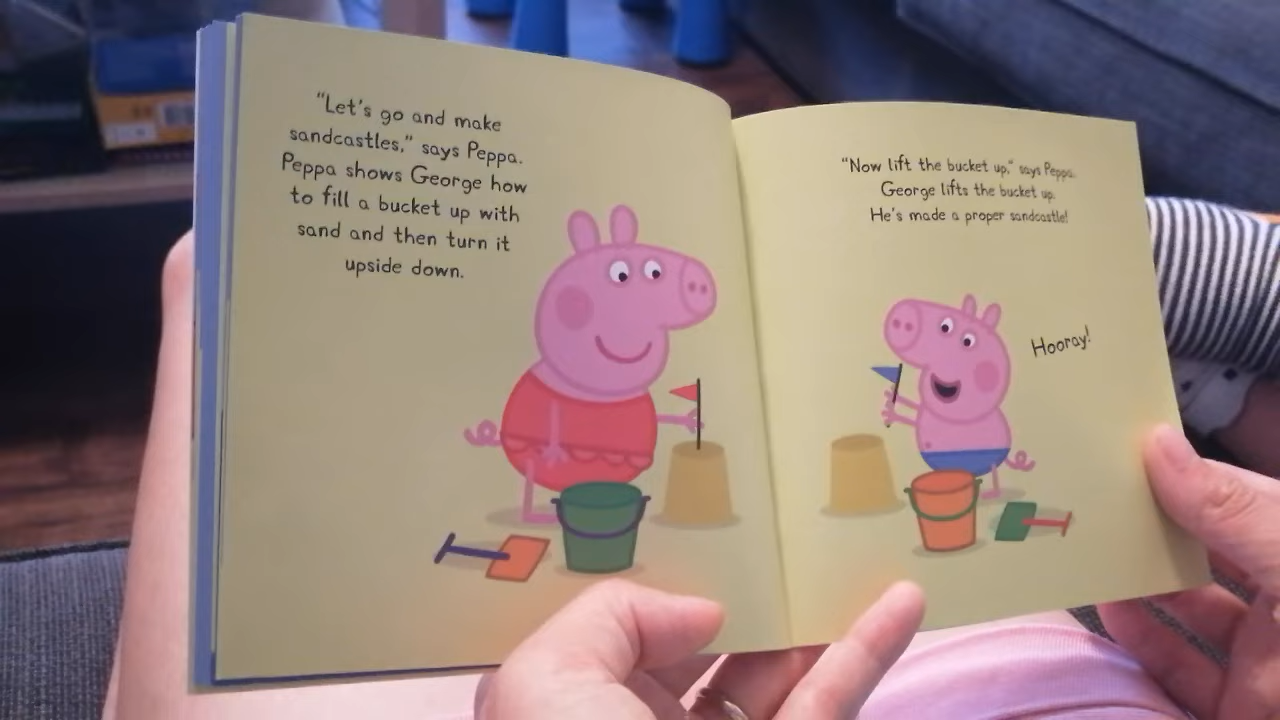 "Let's go and make
sandcastles," says Peppa.
Peppa shows George how
to fill a bucket up with
sand and then turn it
upside down.
"Now lift the bucket up," says Peppa.
George lifts the bucket up.
He's made a proper sandcastle!
Hooray!